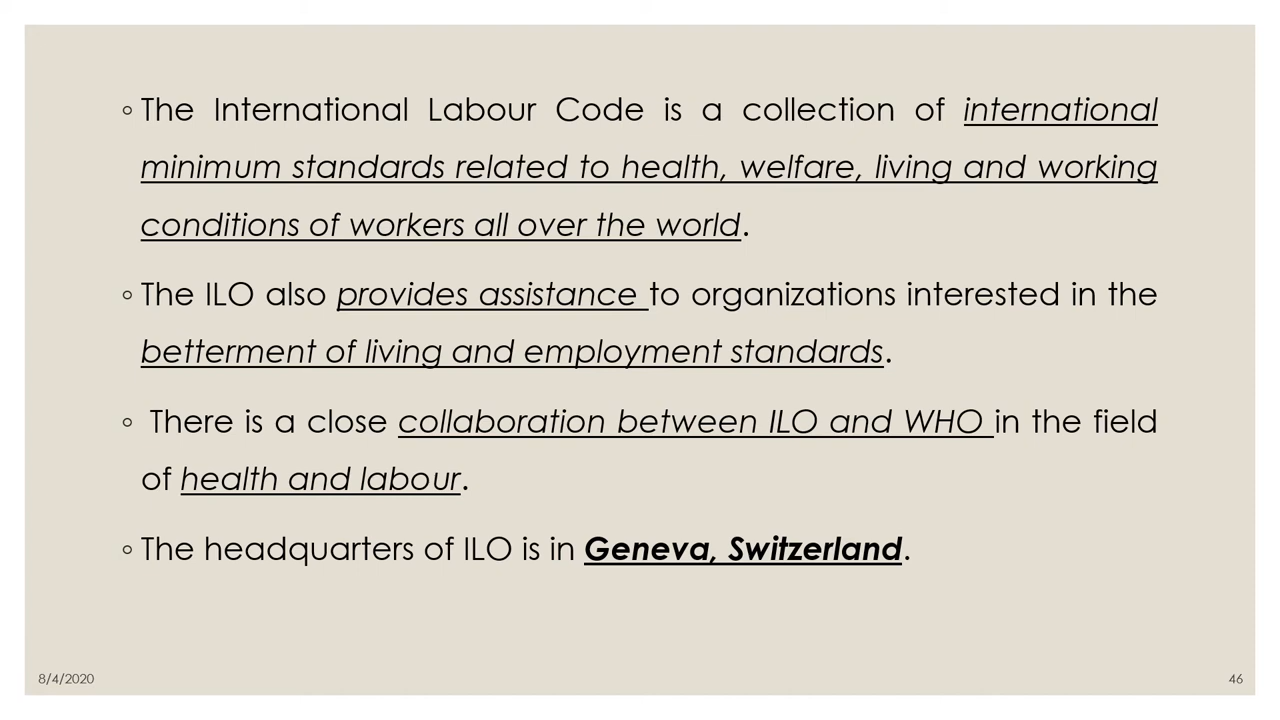 ◦ The International Labour Code is a collection of international
minimum standards related to health, welfare, living and working
conditions of workers all over the world.
◦ The ILO also provides assistance to organizations interested in the
betterment of living and employment standards.
◦ There is a close collaboration between ILO and WHO in the field
of health and labour.
◦ The headquarters of ILO is in Geneva, Switzerland.
8/4/2020
46